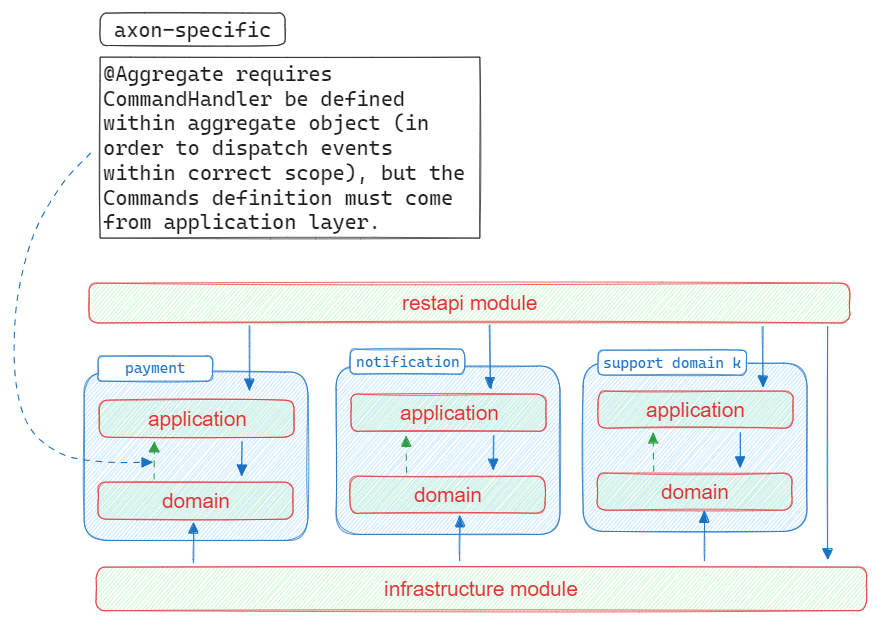 axon-specific
@Aggregate requires
CommandHandler be defined
within aggregate object (in
order to dispatch events
within correct scope), but the
Commands definition must come
from application layer.
restapi module
payment
notification
support domain k
application
application
application
domain
domain
domain
infrastructure module